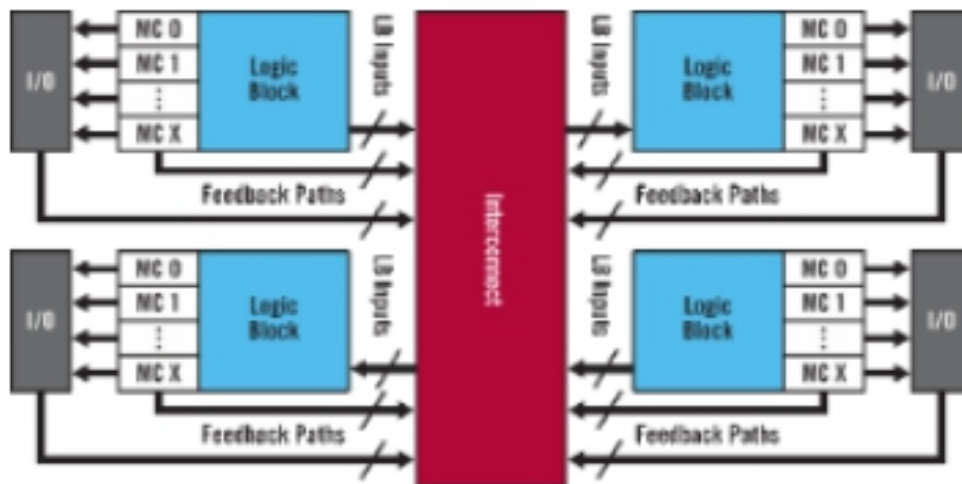 I/O
MC 0
MC 1
⋮
MC X
Logic
Block
LB Inputs
Feedback Paths
Interconnect
LB Inputs
Logic
Block
MC 0
MC 1
⋮
MC X
I/O
Feedback Paths
I/O
MC 0
MC 1
⋮
MC X
Logic
Block
LB Inputs
Feedback Paths
LB Inputs
Logic
Block
MC 0
MC 1
⋮
MC X
I/O
Feedback Paths